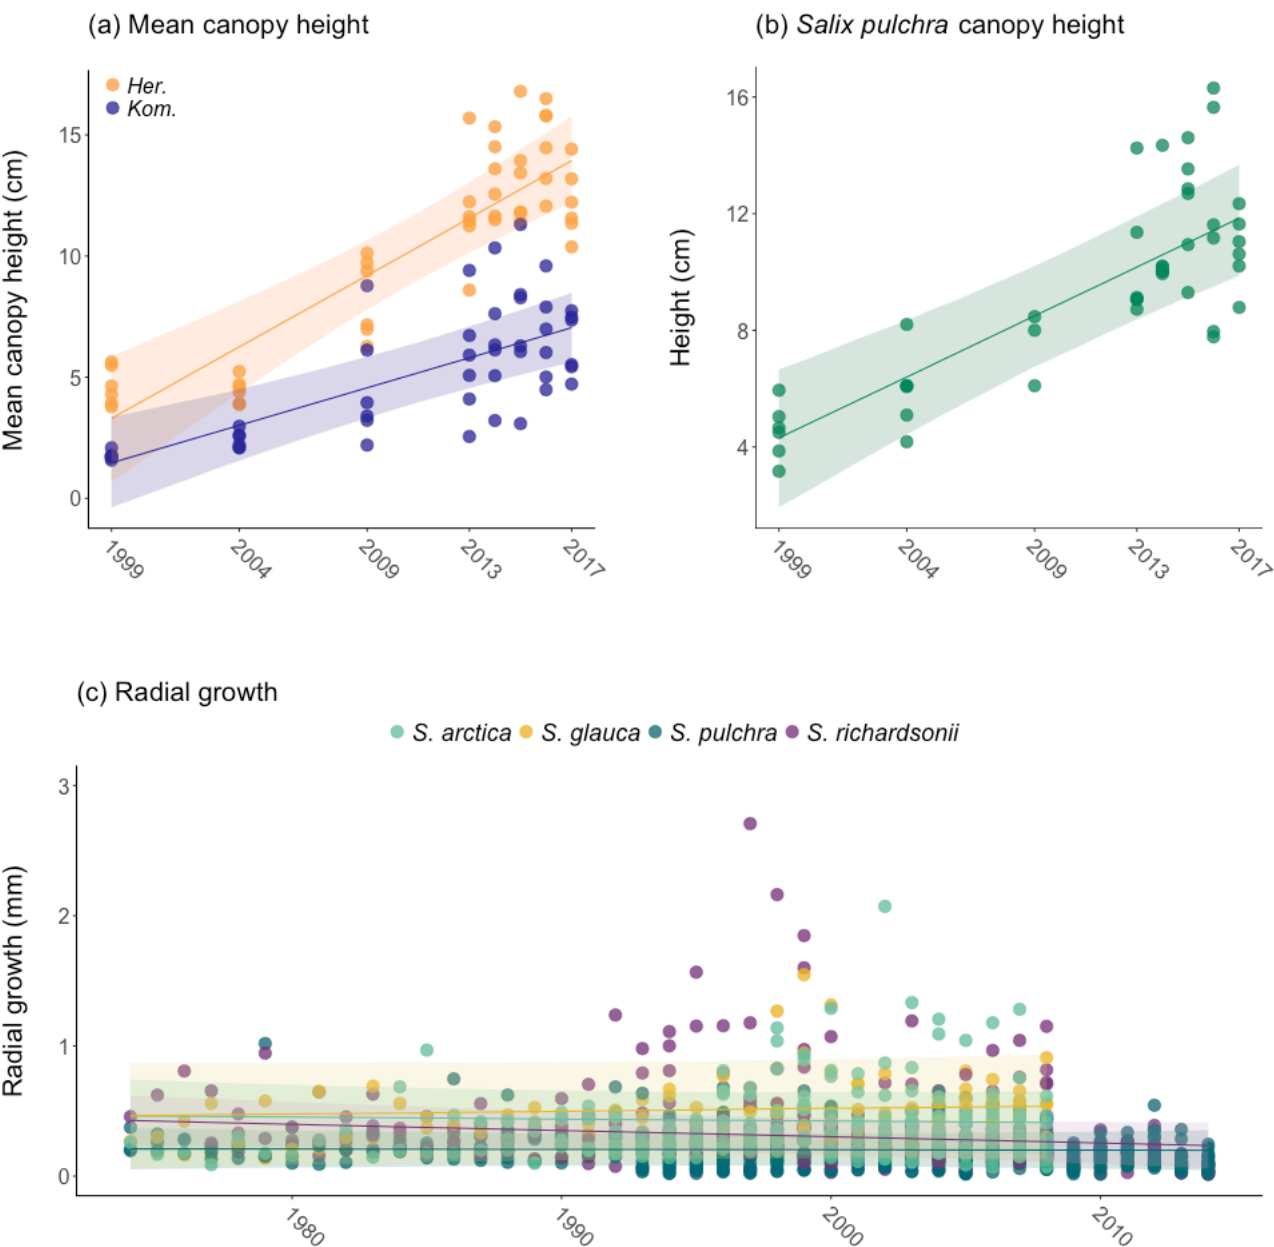 (a) Mean canopy height
Her.
Kom.
Mean canopy height (cm)
15
10
5
0
1999
2004
2009
2013
2017
(b) Salix pulchra canopy height
Height (cm)
16
12
8
4
1999
2004
2009
2013
2017
(c) Radial growth
S. arctica S. glauca S. pulchra S. richardsonii
Radial growth (mm)
3
2
1
0
1980
1990
2000
2010